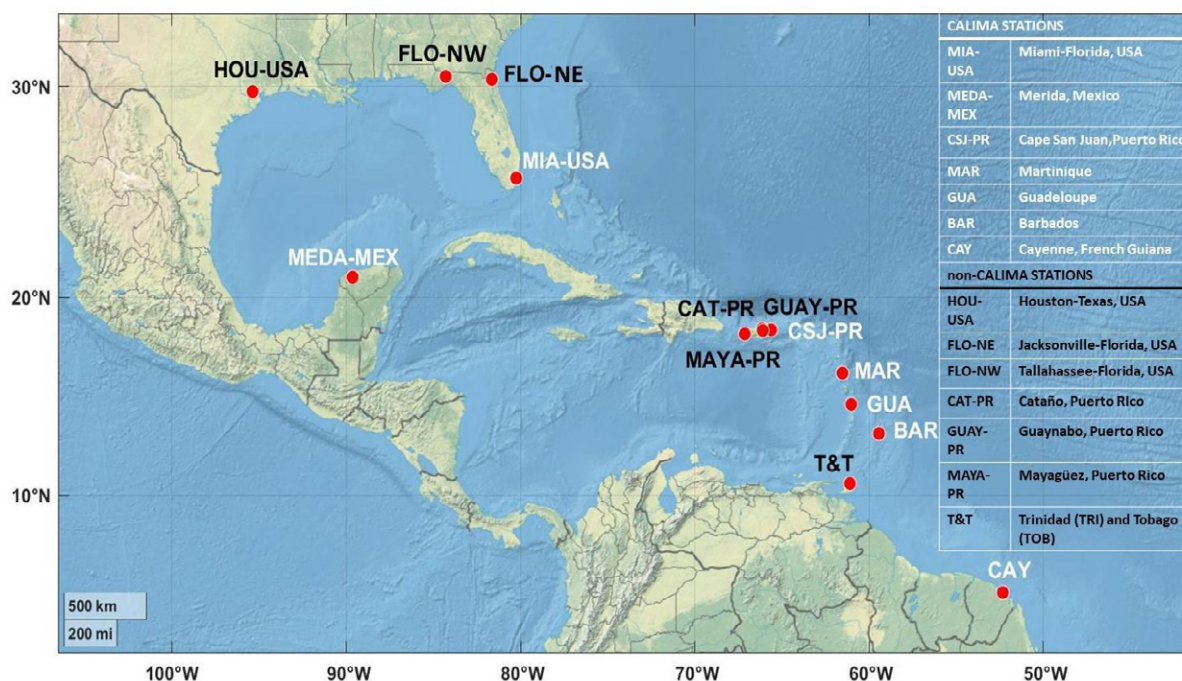 HOU-USA
FLO-NW
FLO-NE
MIA-USA
MEDA-MEX
CAT-PR
GUAY-PR
CSJ-PR
MAYA-PR
MAR
GUA
BAR
T&T
CAY
30°N
20°N
10°N
500 km
200 mi
100°W
90°W
80°W
70°W
60°W
50°W
CALIMA STATIONS
MIA- Miami-Florida, USA
USA
MEDA- Merida, Mexico
MEX
CSJ-PR Cape San Juan,Puerto Rico
MAR Martinique
GUA Guadeloupe
BAR Barbados
CAY Cayenne, French Guiana
non-CALIMA STATIONS
HOU- Houston-Texas, USA
USA
FLO-NE Jacksonville-Florida, USA
FLO-NW Tallahassee-Florida, USA
CAT-PR Cataño, Puerto Rico
GUAY- Guaynabo, Puerto Rico
PR
MAYA- Mayagüez, Puerto Rico
PR
T&T Trinidad (TRI) and Tobago
(TOB)